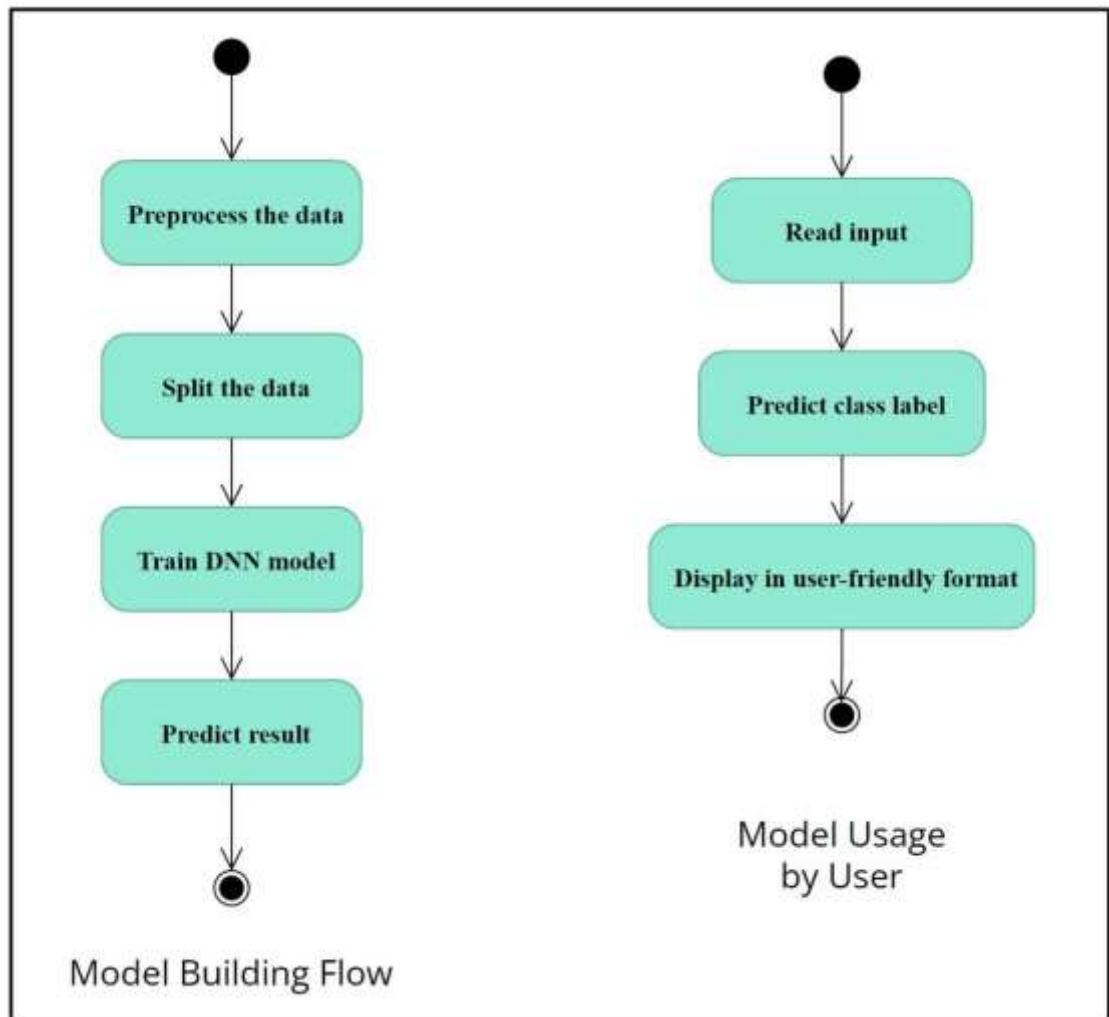 Preprocess the data
Split the data
Train DNN model
Predict result
Model Building Flow
Read input
Predict class label
Display in user-friendly format
Model Usage
by User